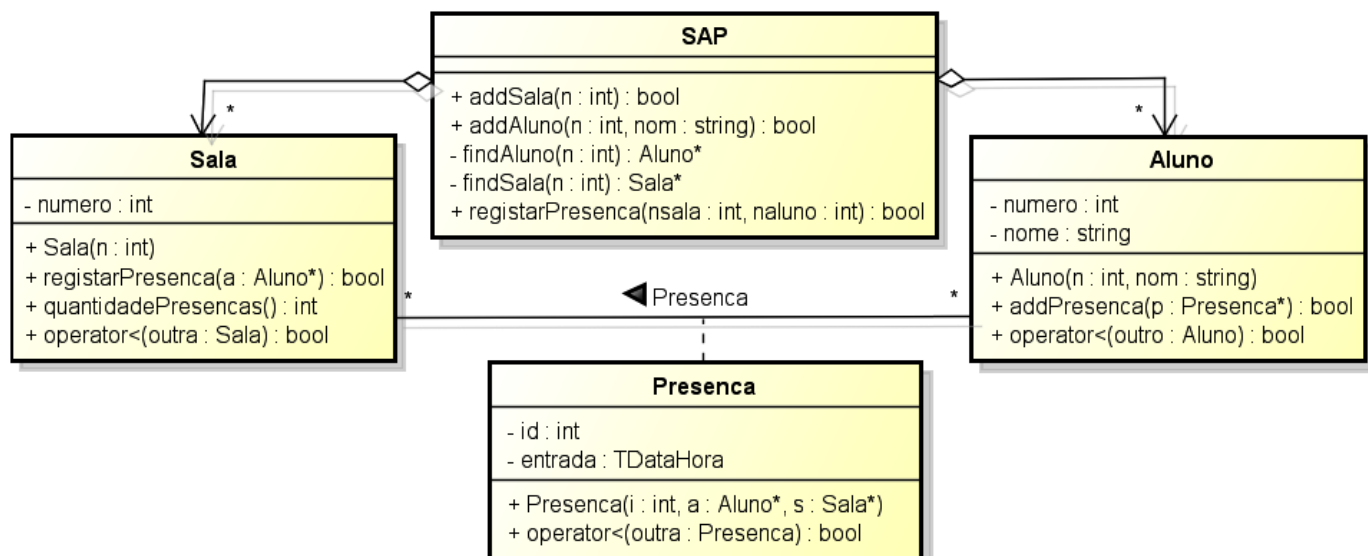 SAP
+ addSala(n : int) : bool
+ addAluno(n : int, nom : string) : bool
- findAluno(n : int) : Aluno*
- findSala(n : int) : Sala*
+ registarPresenca(nsala : int, naluno : int) : bool
*
*
Sala
- numero : int
+ Sala(n : int)
+ registarPresenca(a : Aluno*) : bool
+ quantidadePresencas() : int
+ operator<(outra : Sala) : bool
Aluno
- numero : int
- nome : string
+ Aluno(n : int, nom : string)
+ addPresenca(p : Presenca*) : bool
+ operator<(outro : Aluno) : bool
*
Presenca
*
Presenca
- id : int
- entrada : TDataHora
+ Presenca(i : int, a : Aluno*, s : Sala*)
+ operator<(outra : Presenca) : bool